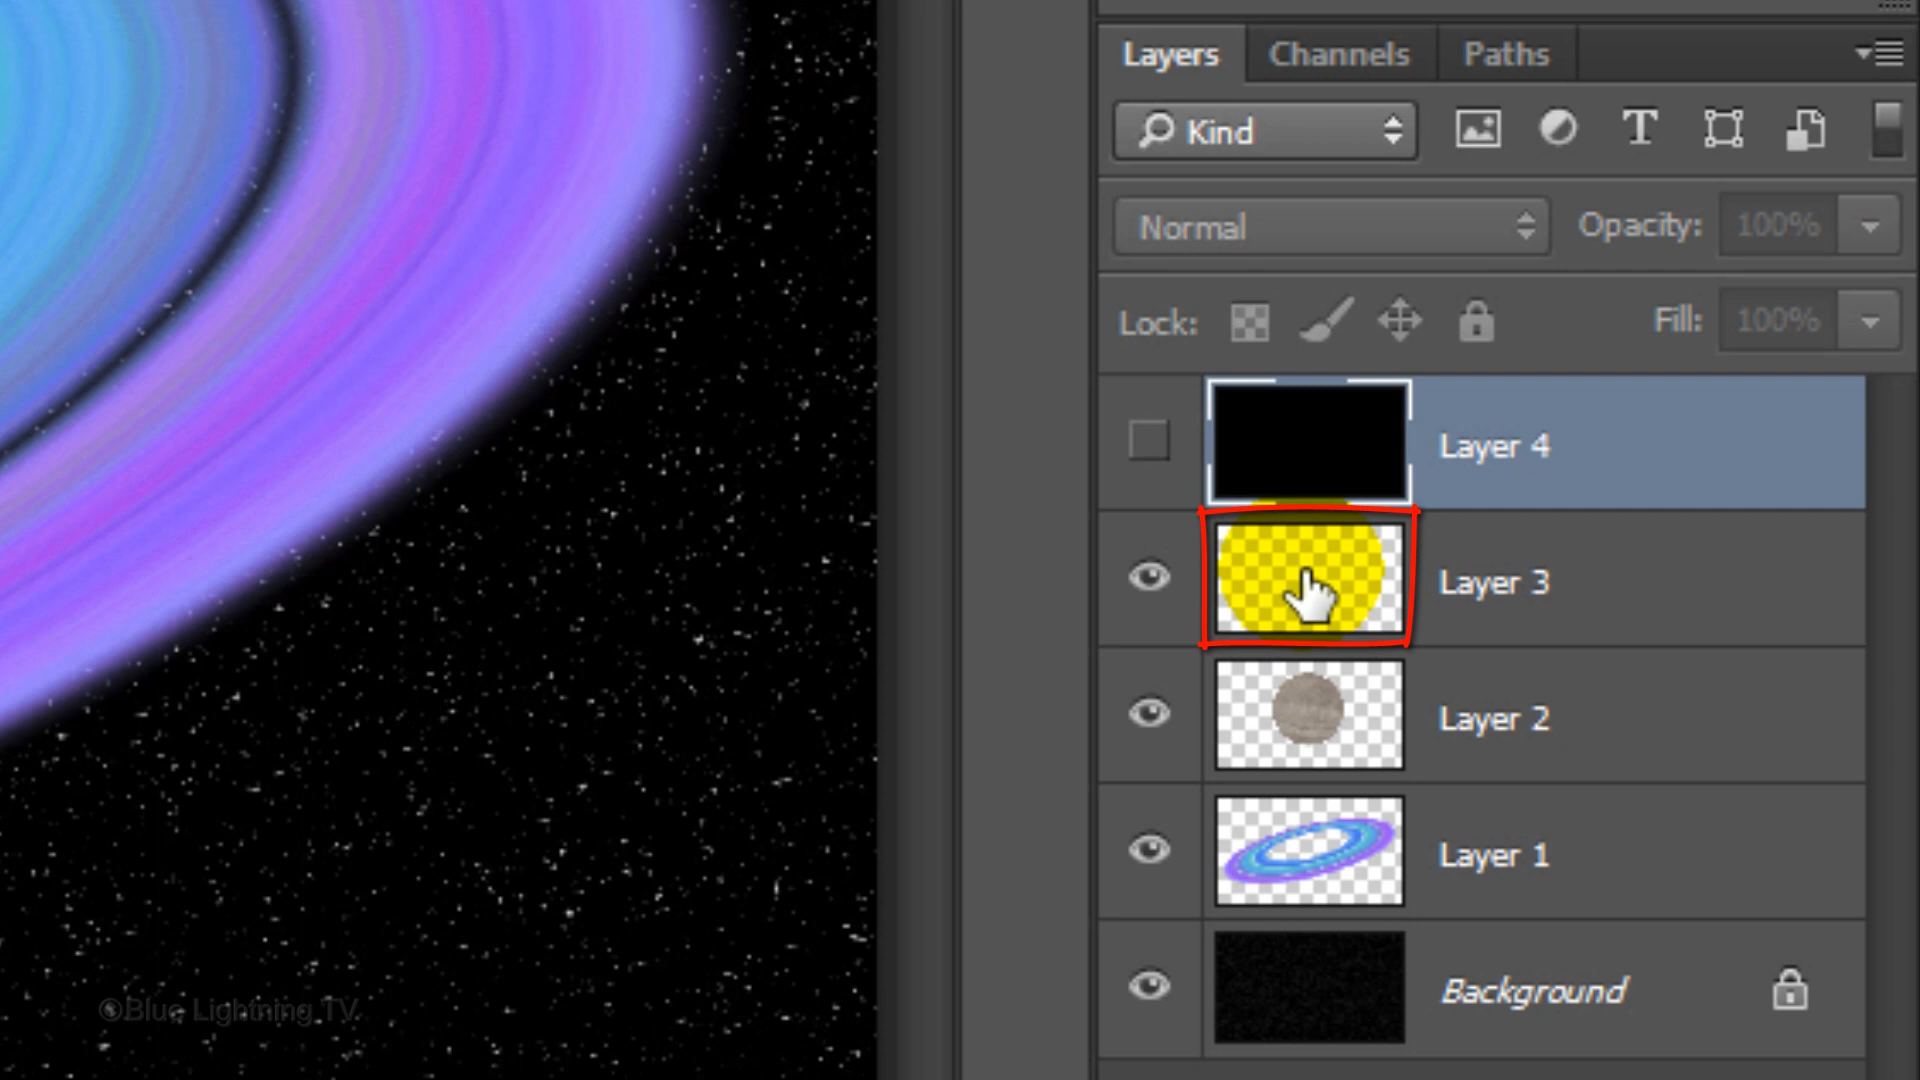 Layers Channels Paths
Kind T
Normal Opacity: 100%
Lock: Fill: 100%
Layer 4
Layer 3
Layer 2
Layer 1
Background
©Blue Lightning TV